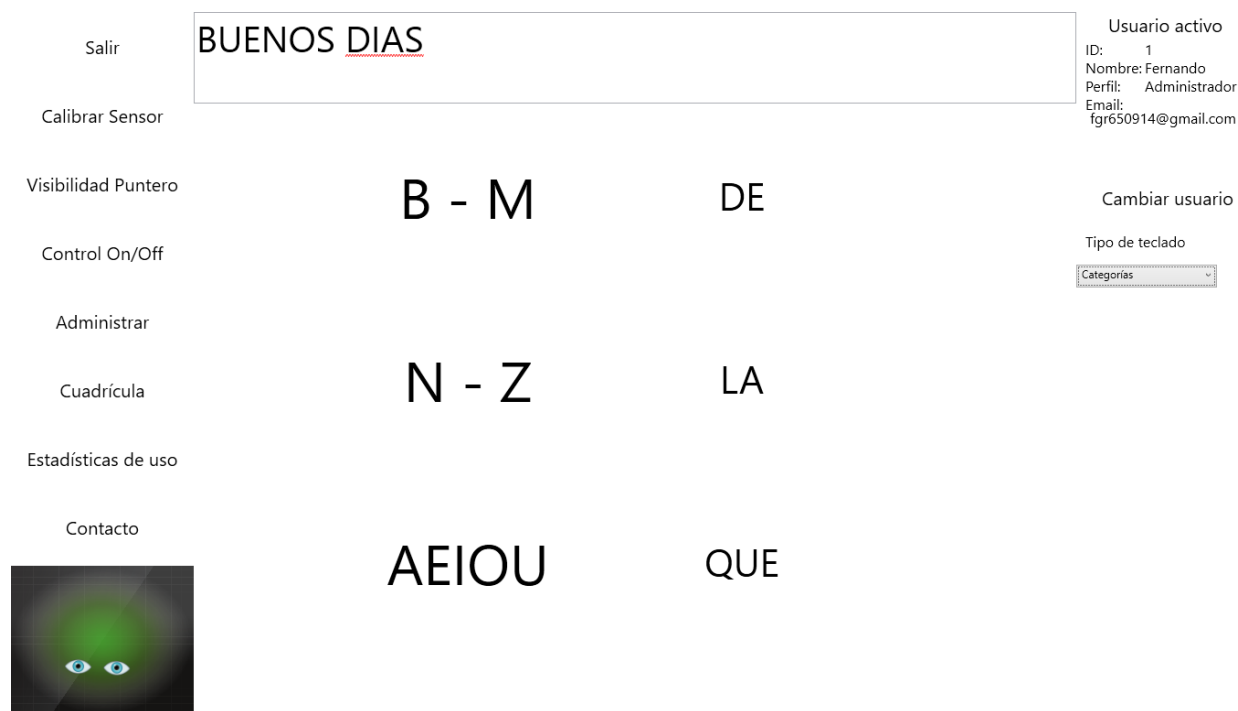 Salir
Calibrar Sensor
Visibilidad Puntero
Control On/Off
Administrar
Cuadrícula
Estadísticas de uso
Contacto
BUENOS DIAS
B - M
DE
N - Z
LA
AEIOU
QUE
Usuario activo
ID: 1
Nombre: Fernando
Perfil: Administrador
Email:
fgr650914@gmail.com
Cambiar usuario
Tipo de teclado
Categorías